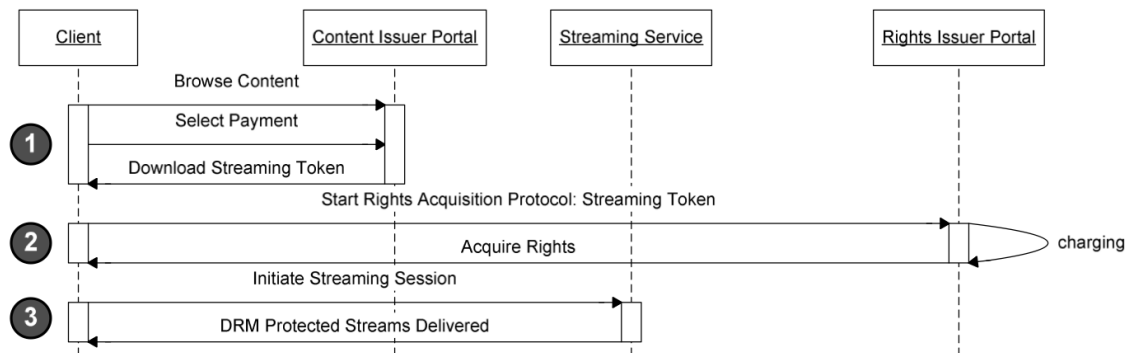 Client
Content Issuer Portal
Streaming Service
Rights Issuer Portal
Browse Content
1
Select Payment
Download Streaming Token
Start Rights Acquisition Protocol: Streaming Token
2
Acquire Rights
charging
Initiate Streaming Session
3
DRM Protected Streams Delivered